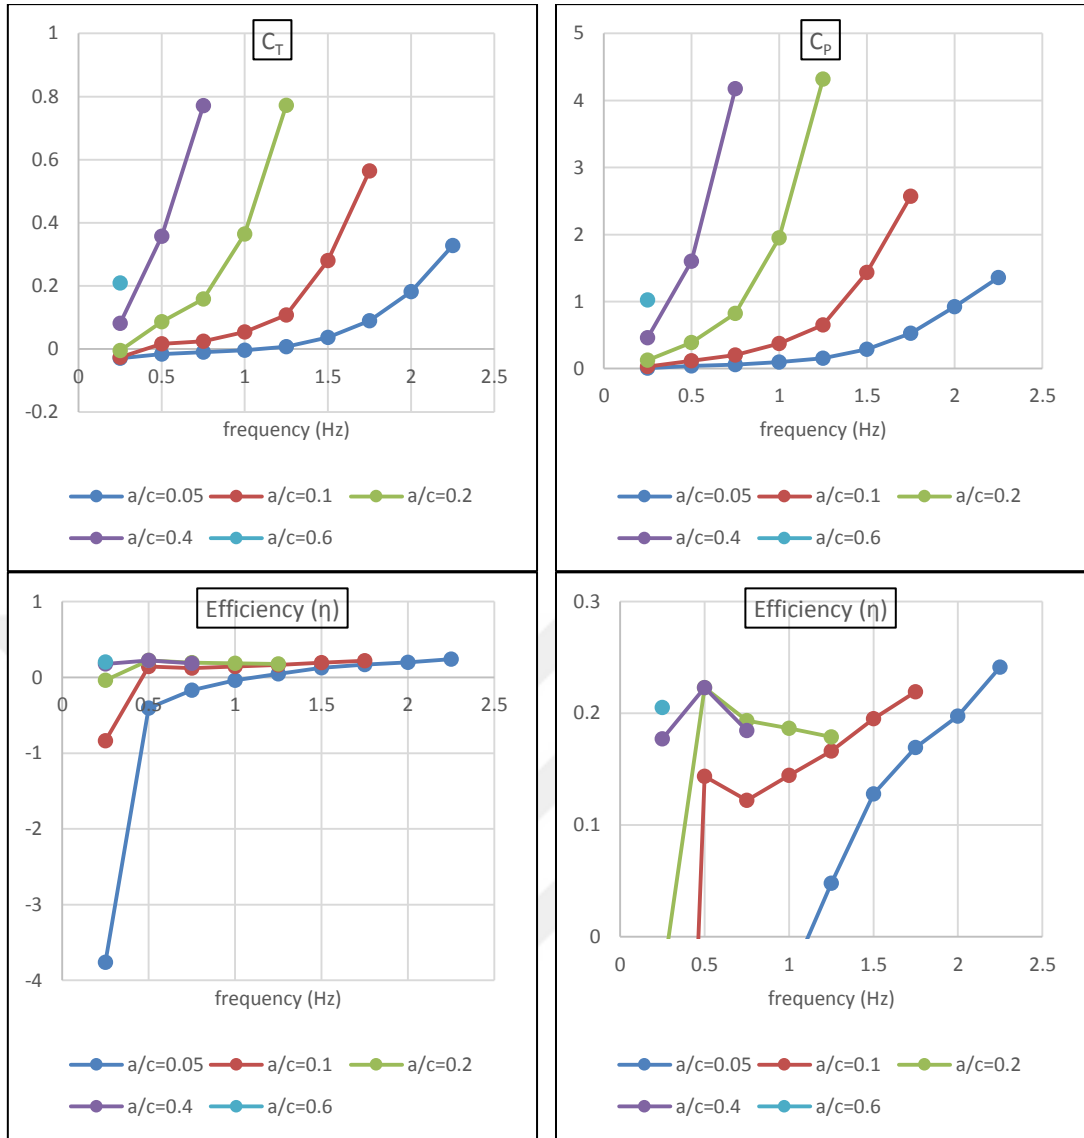 C_T
1
0.8
0.6
0.4
0.2
0
-0.2
0 0.5 1 1.5 2 2.5
frequency (Hz)
a/c=0.05 a/c=0.1 a/c=0.2
a/c=0.4 a/c=0.6
C_P
5
4
3
2
1
0
0 0.5 1 1.5 2 2.5
frequency (Hz)
a/c=0.05 a/c=0.1 a/c=0.2
a/c=0.4 a/c=0.6
Efficiency (η)
1
0
-1
-2
-3
-4
0 0.5 1 1.5 2 2.5
frequency (Hz)
a/c=0.05 a/c=0.1 a/c=0.2
a/c=0.4 a/c=0.6
Efficiency (η)
0.3
0.2
0.1
0
0 0.5 1 1.5 2 2.5
frequency (Hz)
a/c=0.05 a/c=0.1 a/c=0.2
a/c=0.4 a/c=0.6